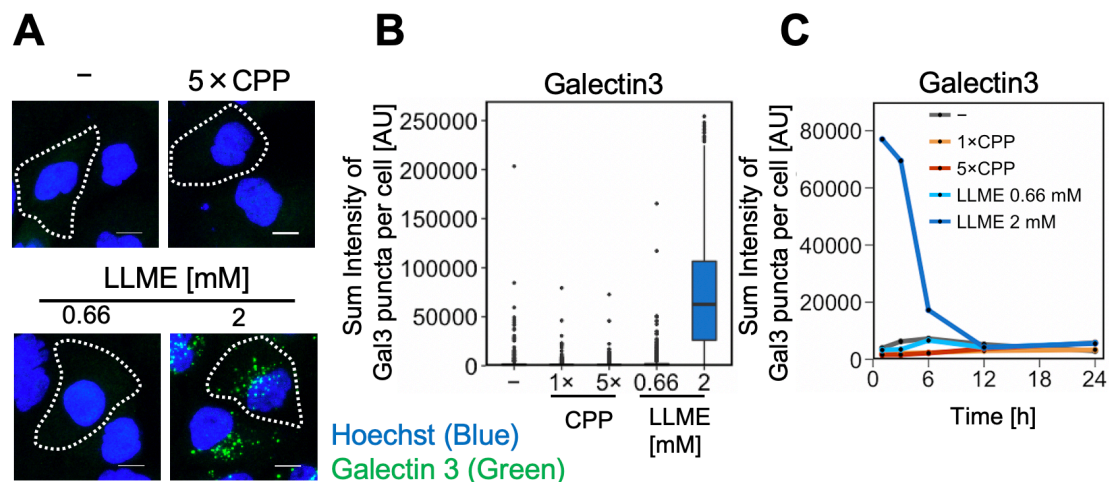 A
–
5×CPP
LLME [mM]
0.66
2
Hoechst (Blue)
Galectin 3 (Green)
B
Galectin3
Sum Intensity of
Gal3 puncta per cell [AU]
250000
200000
150000
100000
50000
0
– 1× 5× 0.666 2
CPP
LLME
[mM]
C
Galectin3
Sum Intensity of
Gal3 puncta per cell [AU]
80000
60000
40000
20000
0
–
1×CPP
5×CPP
LLME 0.66 mM
LLME 2 mM
0 6 12 18 24
Time [h]